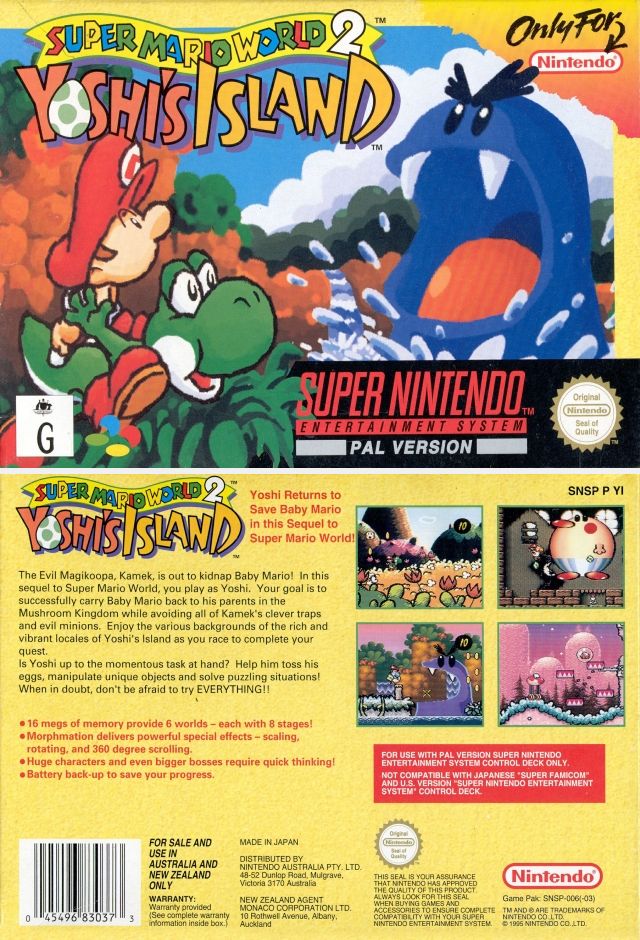 SUPER MARIO WORLD 2 TM
YOSHI'S ISLAND
TM
Only For
Nintendo®
G
SUPER NINTENDO TM
ENTERTAINMENT SYSTEM
PAL VERSION
Original
Nintendo
Seal of
Quality
TM
SUPER MARIO WORLD 2 TM
YOSHI'S ISLAND
TM
Yoshi Returns to
Save Baby Mario
in this Sequel to
Super Mario World!
SNSP P YI
The Evil Magikoopa, Kamek, is out to kidnap Baby Mario! In this
sequel to Super Mario World, you play as Yoshi. Your goal is to
successfully carry Baby Mario back to his parents in the
Mushroom Kingdom while avoiding all of Kamek's clever traps
and evil minions. Enjoy the various backgrounds of the rich and
vibrant locales of Yoshi's Island as you race to complete your
quest.
Is Yoshi up to the momentous task at hand? Help him toss his
eggs, manipulate unique objects and solve puzzling situations!
When in doubt, don't be afraid to try EVERYTHING!!
10
10
● 16 megs of memory provide 6 worlds – each with 8 stages!
● Morphmation delivers powerful special effects – scaling,
rotating, and 360 degree scrolling.
● Huge characters and even bigger bosses require quick thinking!
● Battery back-up to save your progress.
FOR USE WITH PAL VERSION SUPER NINTENDO
ENTERTAINMENT SYSTEM CONTROL DECK ONLY.
NOT COMPATIBLE WITH JAPANESE "SUPER FAMICOM"
AND U.S. VERSION "SUPER NINTENDO ENTERTAINMENT
SYSTEM" CONTROL DECK.
0 45496 83037 3
FOR SALE AND
USE IN
AUSTRALIA AND
NEW ZEALAND
ONLY
WARRANTY:
Warranty provided
(See complete warranty
information inside box.)
MADE IN JAPAN
DISTRIBUTED BY
NINTENDO AUSTRALIA PTY. LTD.
48-52 Dunlop Road, Mulgrave,
Victoria 3170 Australia
NEW ZEALAND AGENT
MONACO CORPORATION LTD.
10 Rothwell Avenue, Albany,
Auckland
Original
Nintendo
Seal of
Quality
THIS SEAL IS YOUR ASSURANCE
THAT NINTENDO HAS APPROVED
THE QUALITY OF THIS PRODUCT.
ALWAYS LOOK FOR THIS SEAL
WHEN BUYING GAMES AND
ACCESSORIES TO ENSURE COMPLETE
COMPATIBILITY WITH YOUR SUPER
NINTENDO ENTERTAINMENT SYSTEM.
Nintendo®
Game Pak: SNSP-006(-03)
TM AND ® ARE TRADEMARKS OF
NINTENDO CO.,LTD.
© 1995 NINTENDO CO.,LTD.